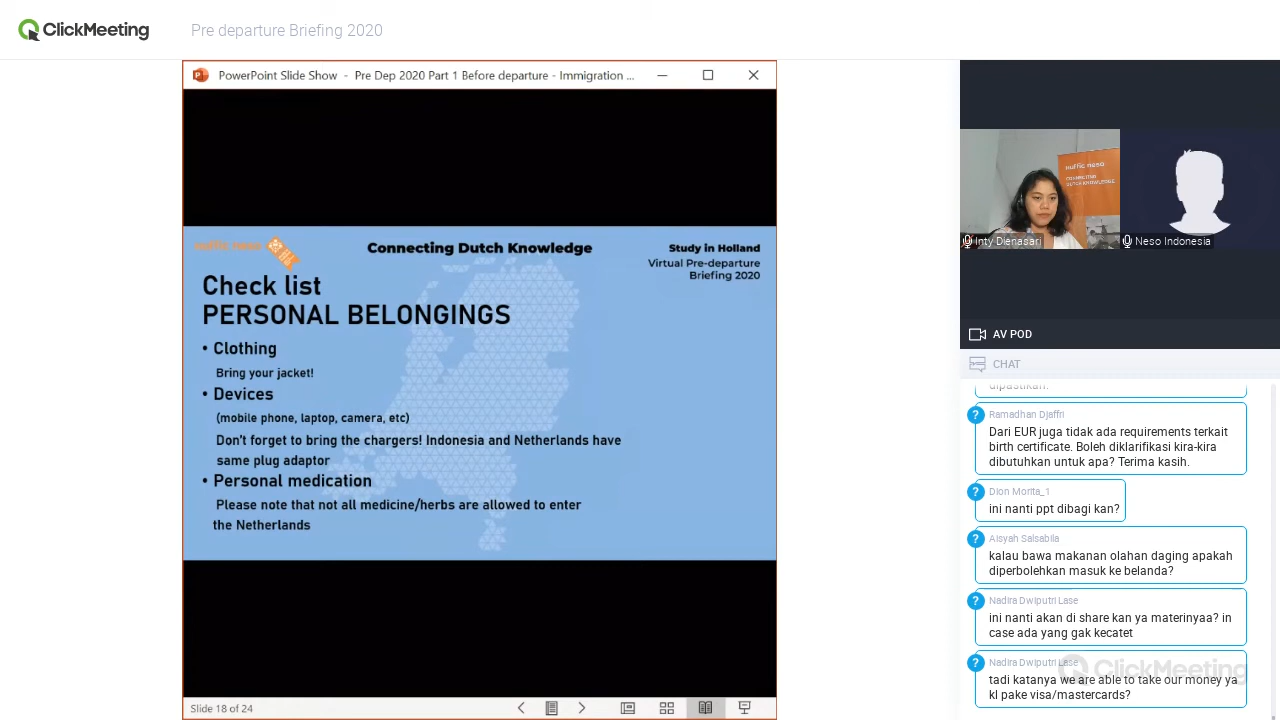 ClickMeeting
Pre departure Briefing 2020
PowerPoint Slide Show - Pre Dep 2020 Part 1 Before departure - Immigration ...
nuffic neso
Connecting Dutch Knowledge
Study in Holland
Virtual Pre-departure
Briefing 2020
Check list
PERSONAL BELONGINGS
• Clothing
Bring your jacket!
• Devices
(mobile phone, laptop, camera, etc)
Don't forget to bring the chargers! Indonesia and Netherlands have
same plug adaptor
• Personal medication
Please note that not all medicine/herbs are allowed to enter
the Netherlands
Slide 18 of 24
nuffic neso
CONNECTING
DUTCH KNOWLEDGE
Inty Dienasari
Neso Indonesia
AV POD
CHAT
dipastikan.
Ramadhan Djaffri
Dari EUR juga tidak ada requirements terkait
birth certificate. Boleh diklarifikasi kira-kira
dibutuhkan untuk apa? Terima kasih.
Dion Morita_1
ini nanti ppt dibagi kan?
Aisyah Salsabila
kalau bawa makanan olahan daging apakah
diperbolehkan masuk ke belanda?
Nadira Dwiputri Lase
ini nanti akan di share kan ya materinyaa? in
case ada yang gak kecatet
Nadira Dwiputri Lase
tadi katanya we are able to take our money ya
kl pake visa/mastercards?
ClickMeeting